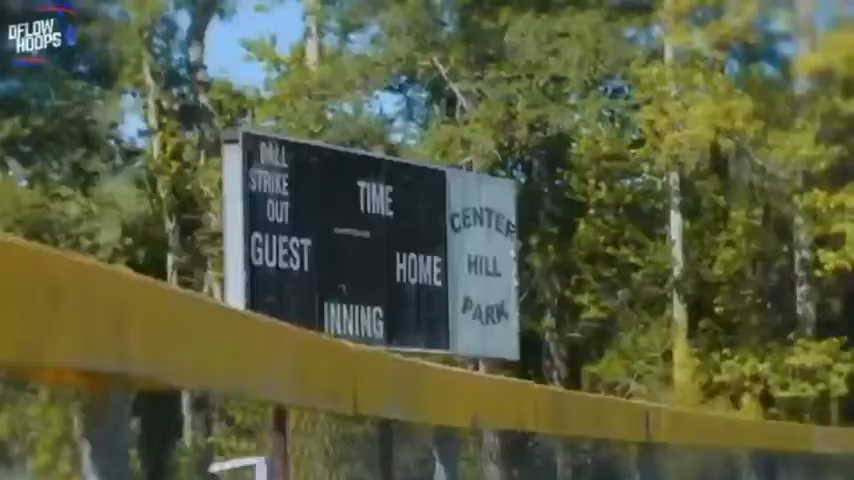 DFLOW
HOOPS
BALL
STRIKE
OUT
TIME
GUEST
HOME
INNING
CENTER
HILL
PARK